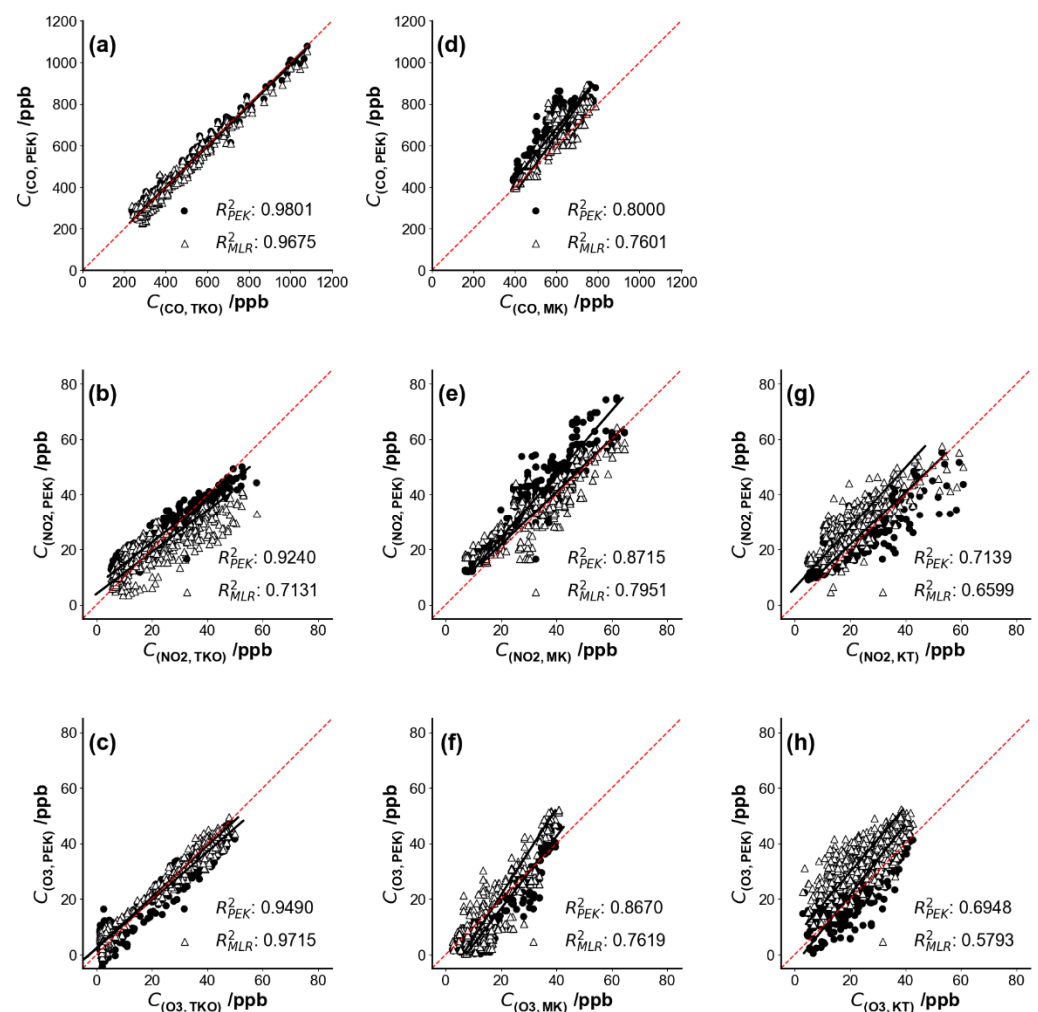 (a)
C(CO, PEK) /ppb
1200
1000
800
600
400
200
0
R²PEK: 0.9801
R²MLR: 0.9675
0 200 400 600 800 1000 1200
C(CO, TKO) /ppb
(d)
C(CO, PEK) /ppb
1200
1000
800
600
400
200
0
R²PEK: 0.8000
R²MLR: 0.7601
0 200 400 600 800 1000 1200
C(CO, MK) /ppb
(b)
C(NO2, PEK) /ppb
80
60
40
20
0
R²PEK: 0.9240
R²MLR: 0.7131
0 20 40 60 80
C(NO2, TKO) /ppb
(e)
C(NO2, PEK) /ppb
80
60
40
20
0
R²PEK: 0.8715
R²MLR: 0.7951
0 20 40 60 80
C(NO2, MK) /ppb
(g)
C(NO2, PEK) /ppb
80
60
40
20
0
R²PEK: 0.7139
R²MLR: 0.6599
0 20 40 60 80
C(NO2, KT) /ppb
(c)
C(O3, PEK) /ppb
80
60
40
20
0
R²PEK: 0.9490
R²MLR: 0.9715
0 20 40 60 80
C(O3, TKO) /ppb
(f)
C(O3, PEK) /ppb
80
60
40
20
0
R²PEK: 0.8670
R²MLR: 0.7619
0 20 40 60 80
C(O3, MK) /ppb
(h)
C(O3, PEK) /ppb
80
60
40
20
0
R²PEK: 0.6948
R²MLR: 0.5793
0 20 40 60 80
C(O3, KT) /ppb